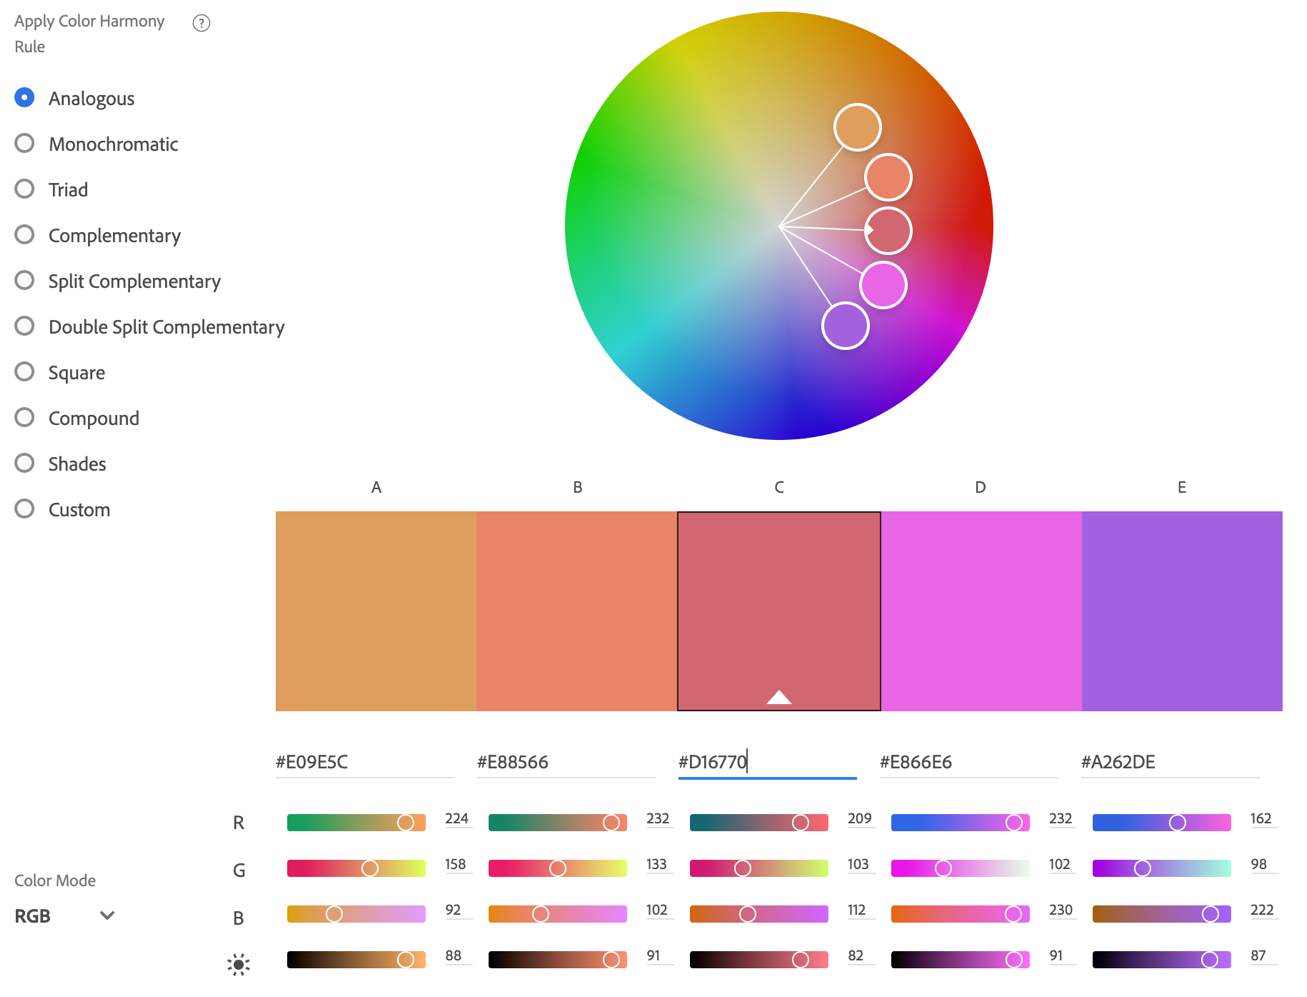 Apply Color Harmony
Rule
?
Analogous
Monochromatic
Triad
Complementary
Split Complementary
Double Split Complementary
Square
Compound
Shades
Custom
A B C D E
#E09E5C #E88566 #D16770 #E866E6 #A262DE
R 224 232 209 232 162
G 158 133 103 102 98
Color Mode
RGB
B 92 102 112 230 222
88 91 82 91 87